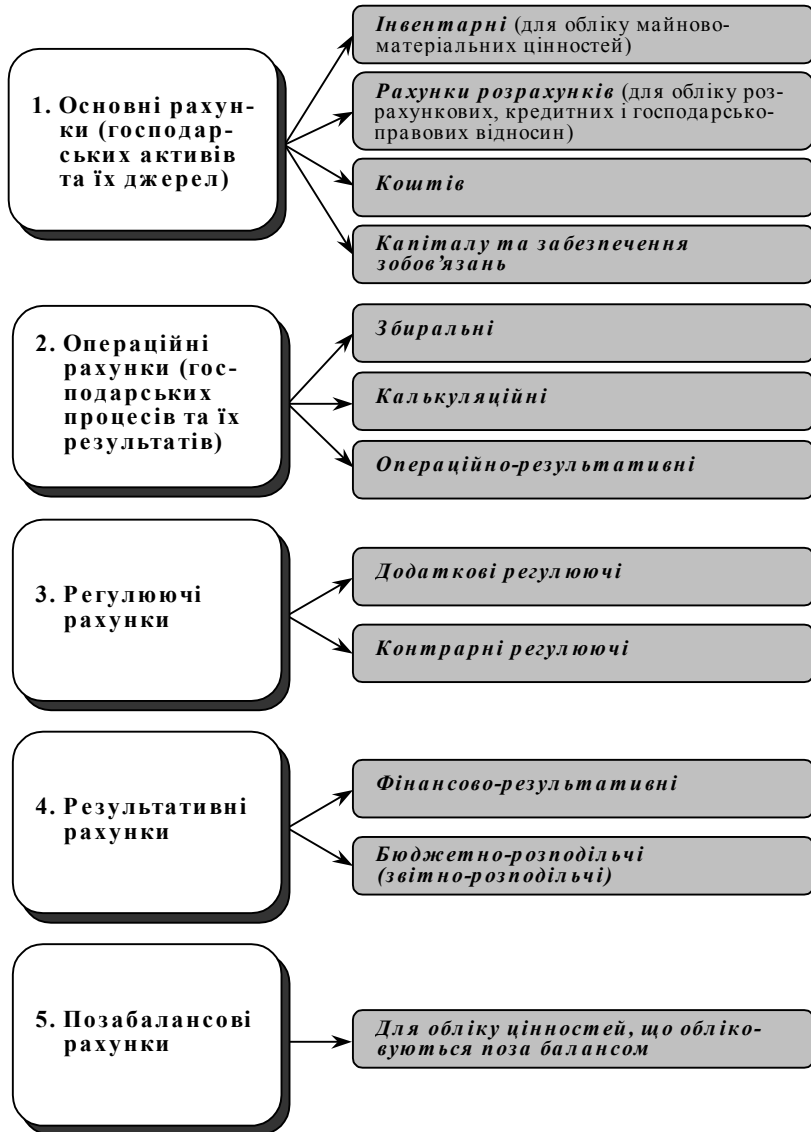 1. Основні рахун-
ки (господар-
ських активів
та їх джерел)
Інвентарні (для обліку майново-
матеріальних цінностей)
Рахунки розрахунків (для обліку роз-
рахункових, кредитних і господарсько-
правових відносин)
Коштів
Капіталу та забезпечення
зобов’язань
2. Операційні
рахунки (гос-
подарських
процесів та їх
результатів)
Збиральні
Калькуляційні
Операційно-результативні
3. Регулюючі
рахунки
Додаткові регулюючі
Контрарні регулюючі
4. Результативні
рахунки
Фінансово-результативні
Бюджетно-розподільчі
(звітно-розподільчі)
5. Позабалансові
рахунки
Для обліку цінностей, що обліко-
вуються поза балансом